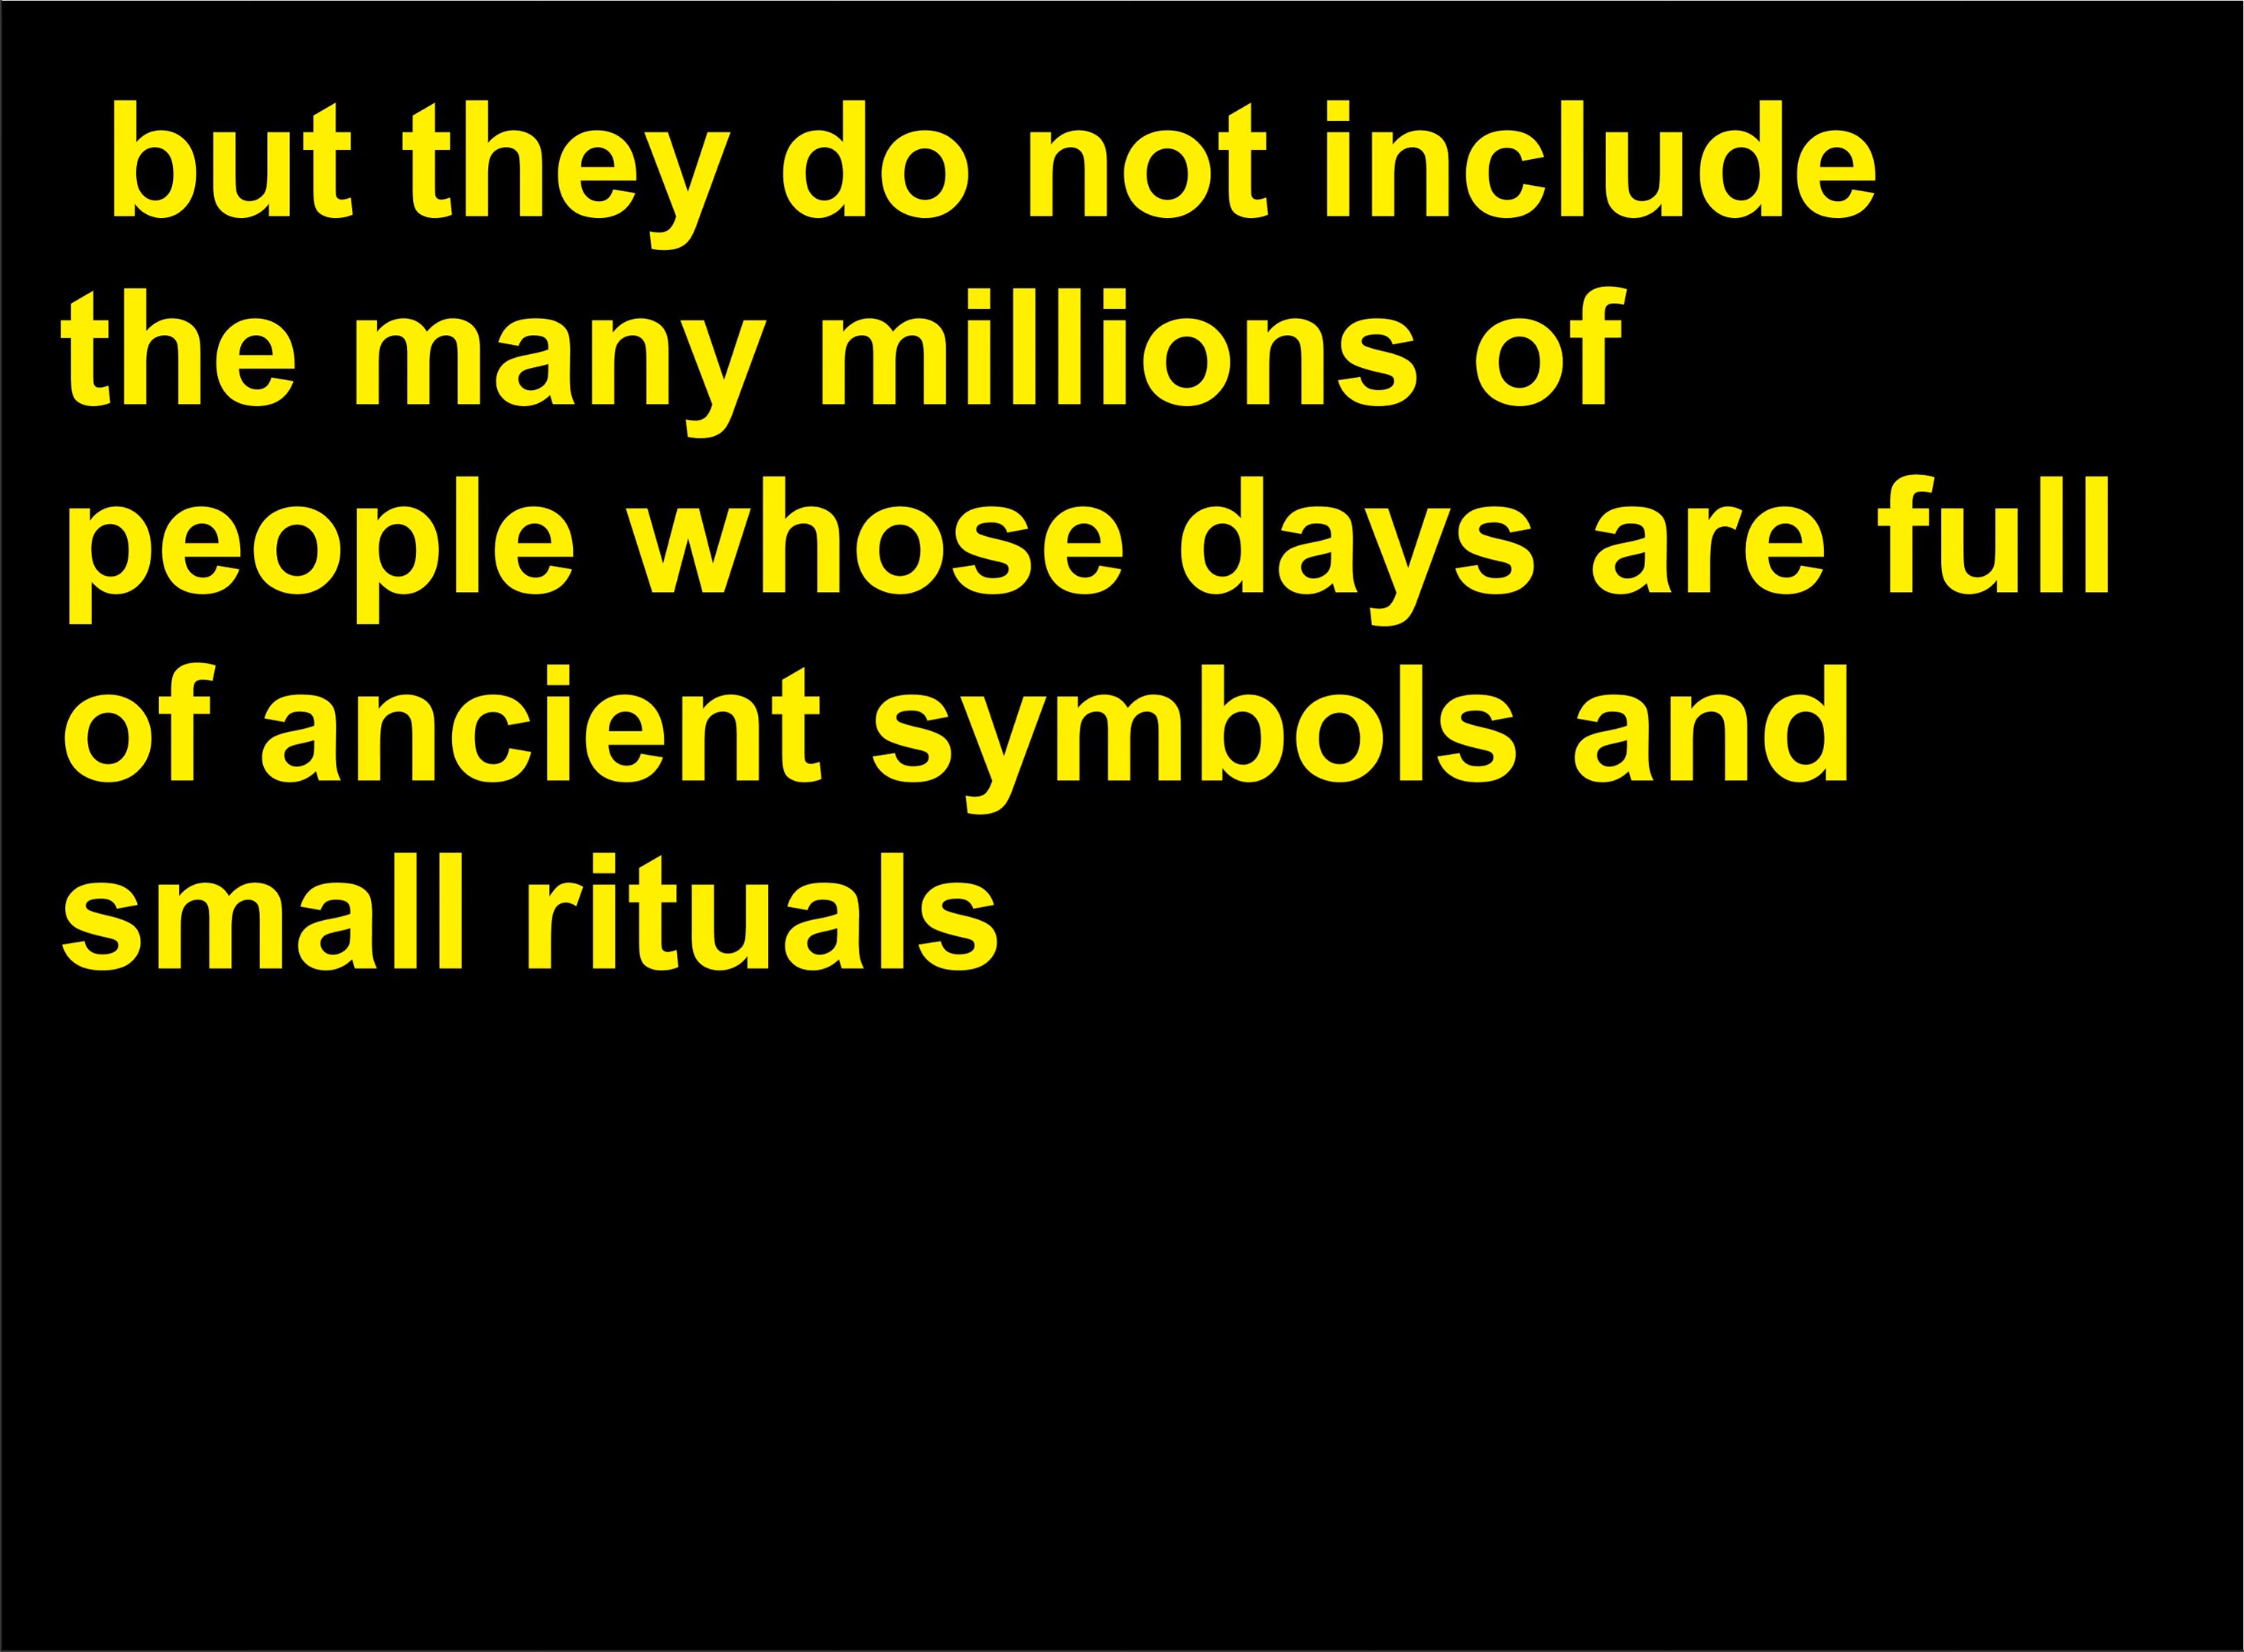 but they do not include
the many millions of
people whose days are full
of ancient symbols and
small rituals